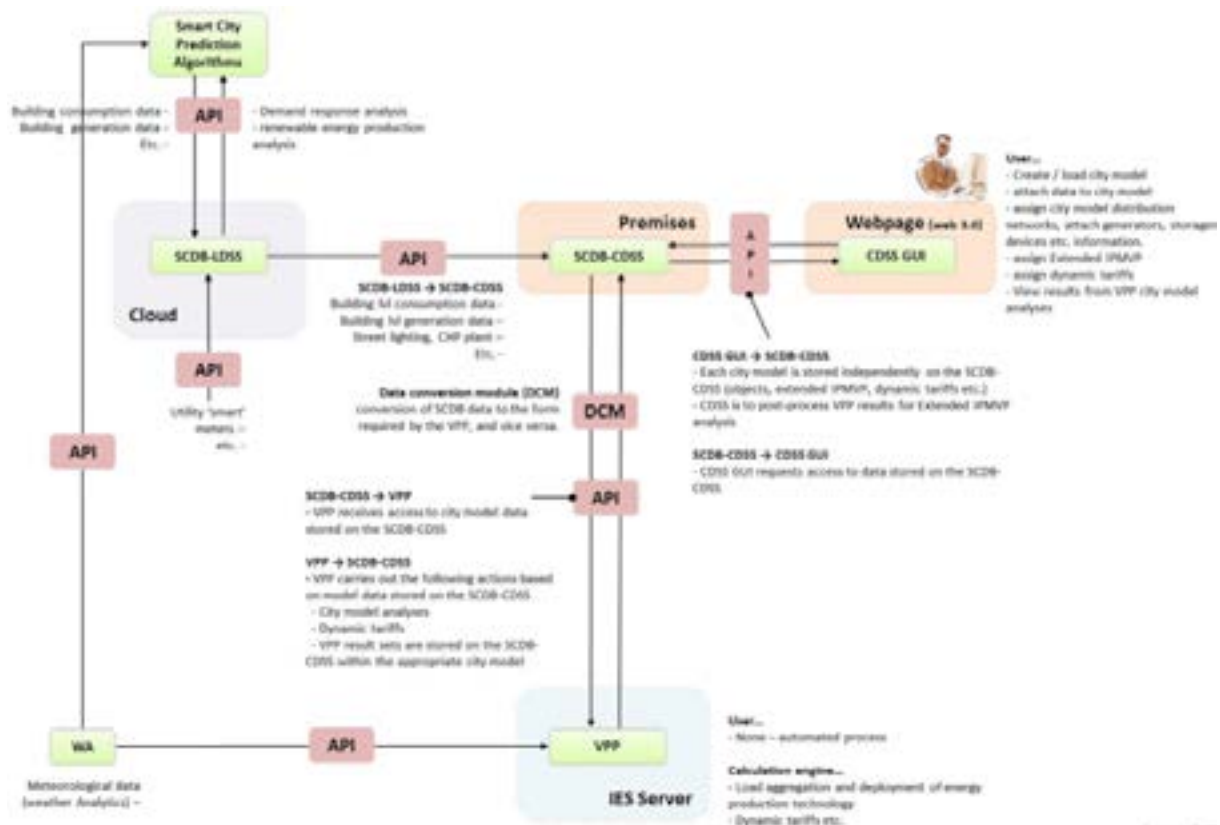 Smart City
Prediction
Algorithms
Building consumption data -
Building generation data -
Etc. -
API
- Demand response analysis
- renewable energy production
analysis
Cloud
SCDB-LDSS
API
Premises
SCDB-CDSS
A
P
I
Webpage (web 3.0)
CDSS GUI
User...
- Create / load city model
- attach data to city model
- assign city model distribution
networks, attach generators, storages
devices etc. information.
- assign Extended IPMVP
- assign dynamic tariffs
- View results from VPP city model
analyses
SCDB-LDSS → SCDB-CDSS
Building lvl consumption data -
Building lvl generation data -
Street lighting, CHP plant -
Etc. -
API
Utility 'smart'
meters -
etc. -
Data conversion module (DCM)
conversion of SCDB data to the form
required by the VPP, and vice versa.
DCM
CDSS GUI → SCDB-CDSS
- Each city model is stored independently on the SCDB-
CDSS (objects, extended IPMVP, dynamic tariffs etc.)
- CDSS is to post-process VPP results for Extended IPMVP
analysis
SCDB-CDSS → CDSS GUI
- CDSS GUI requests access to data stored on the SCDB-
CDSS
API
SCDB-CDSS → VPP
- VPP receives access to city model data
stored on the SCDB-CDSS
API
VPP → SCDB-CDSS
- VPP carries out the following actions based
on model data stored on the SCDB-CDSS
- City model analyses
- Dynamic tariffs
- VPP result sets are stored on the SCDB-
CDSS within the appropriate city model
WA
Meteorological data
(weather Analytics) -
API
VPP
IES Server
User...
- None – automated process
Calculation engine...
- Load aggregation and deployment of energy
production technology
- Dynamic tariffs etc.